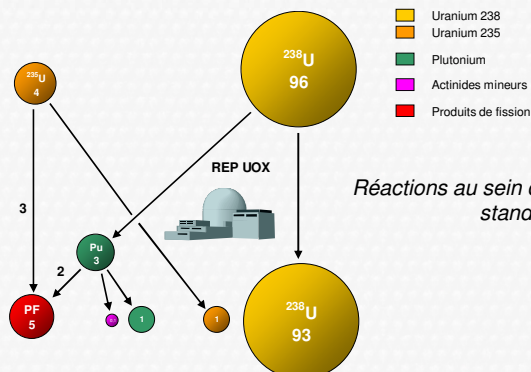 Uranium 238
Uranium 235
Plutonium
Actinides mineurs
Produits de fission
235U
4
238U
96
REP UOX
Réactions au sein
stand
3
Pu
3
2
PF
5
1
1
238U
93